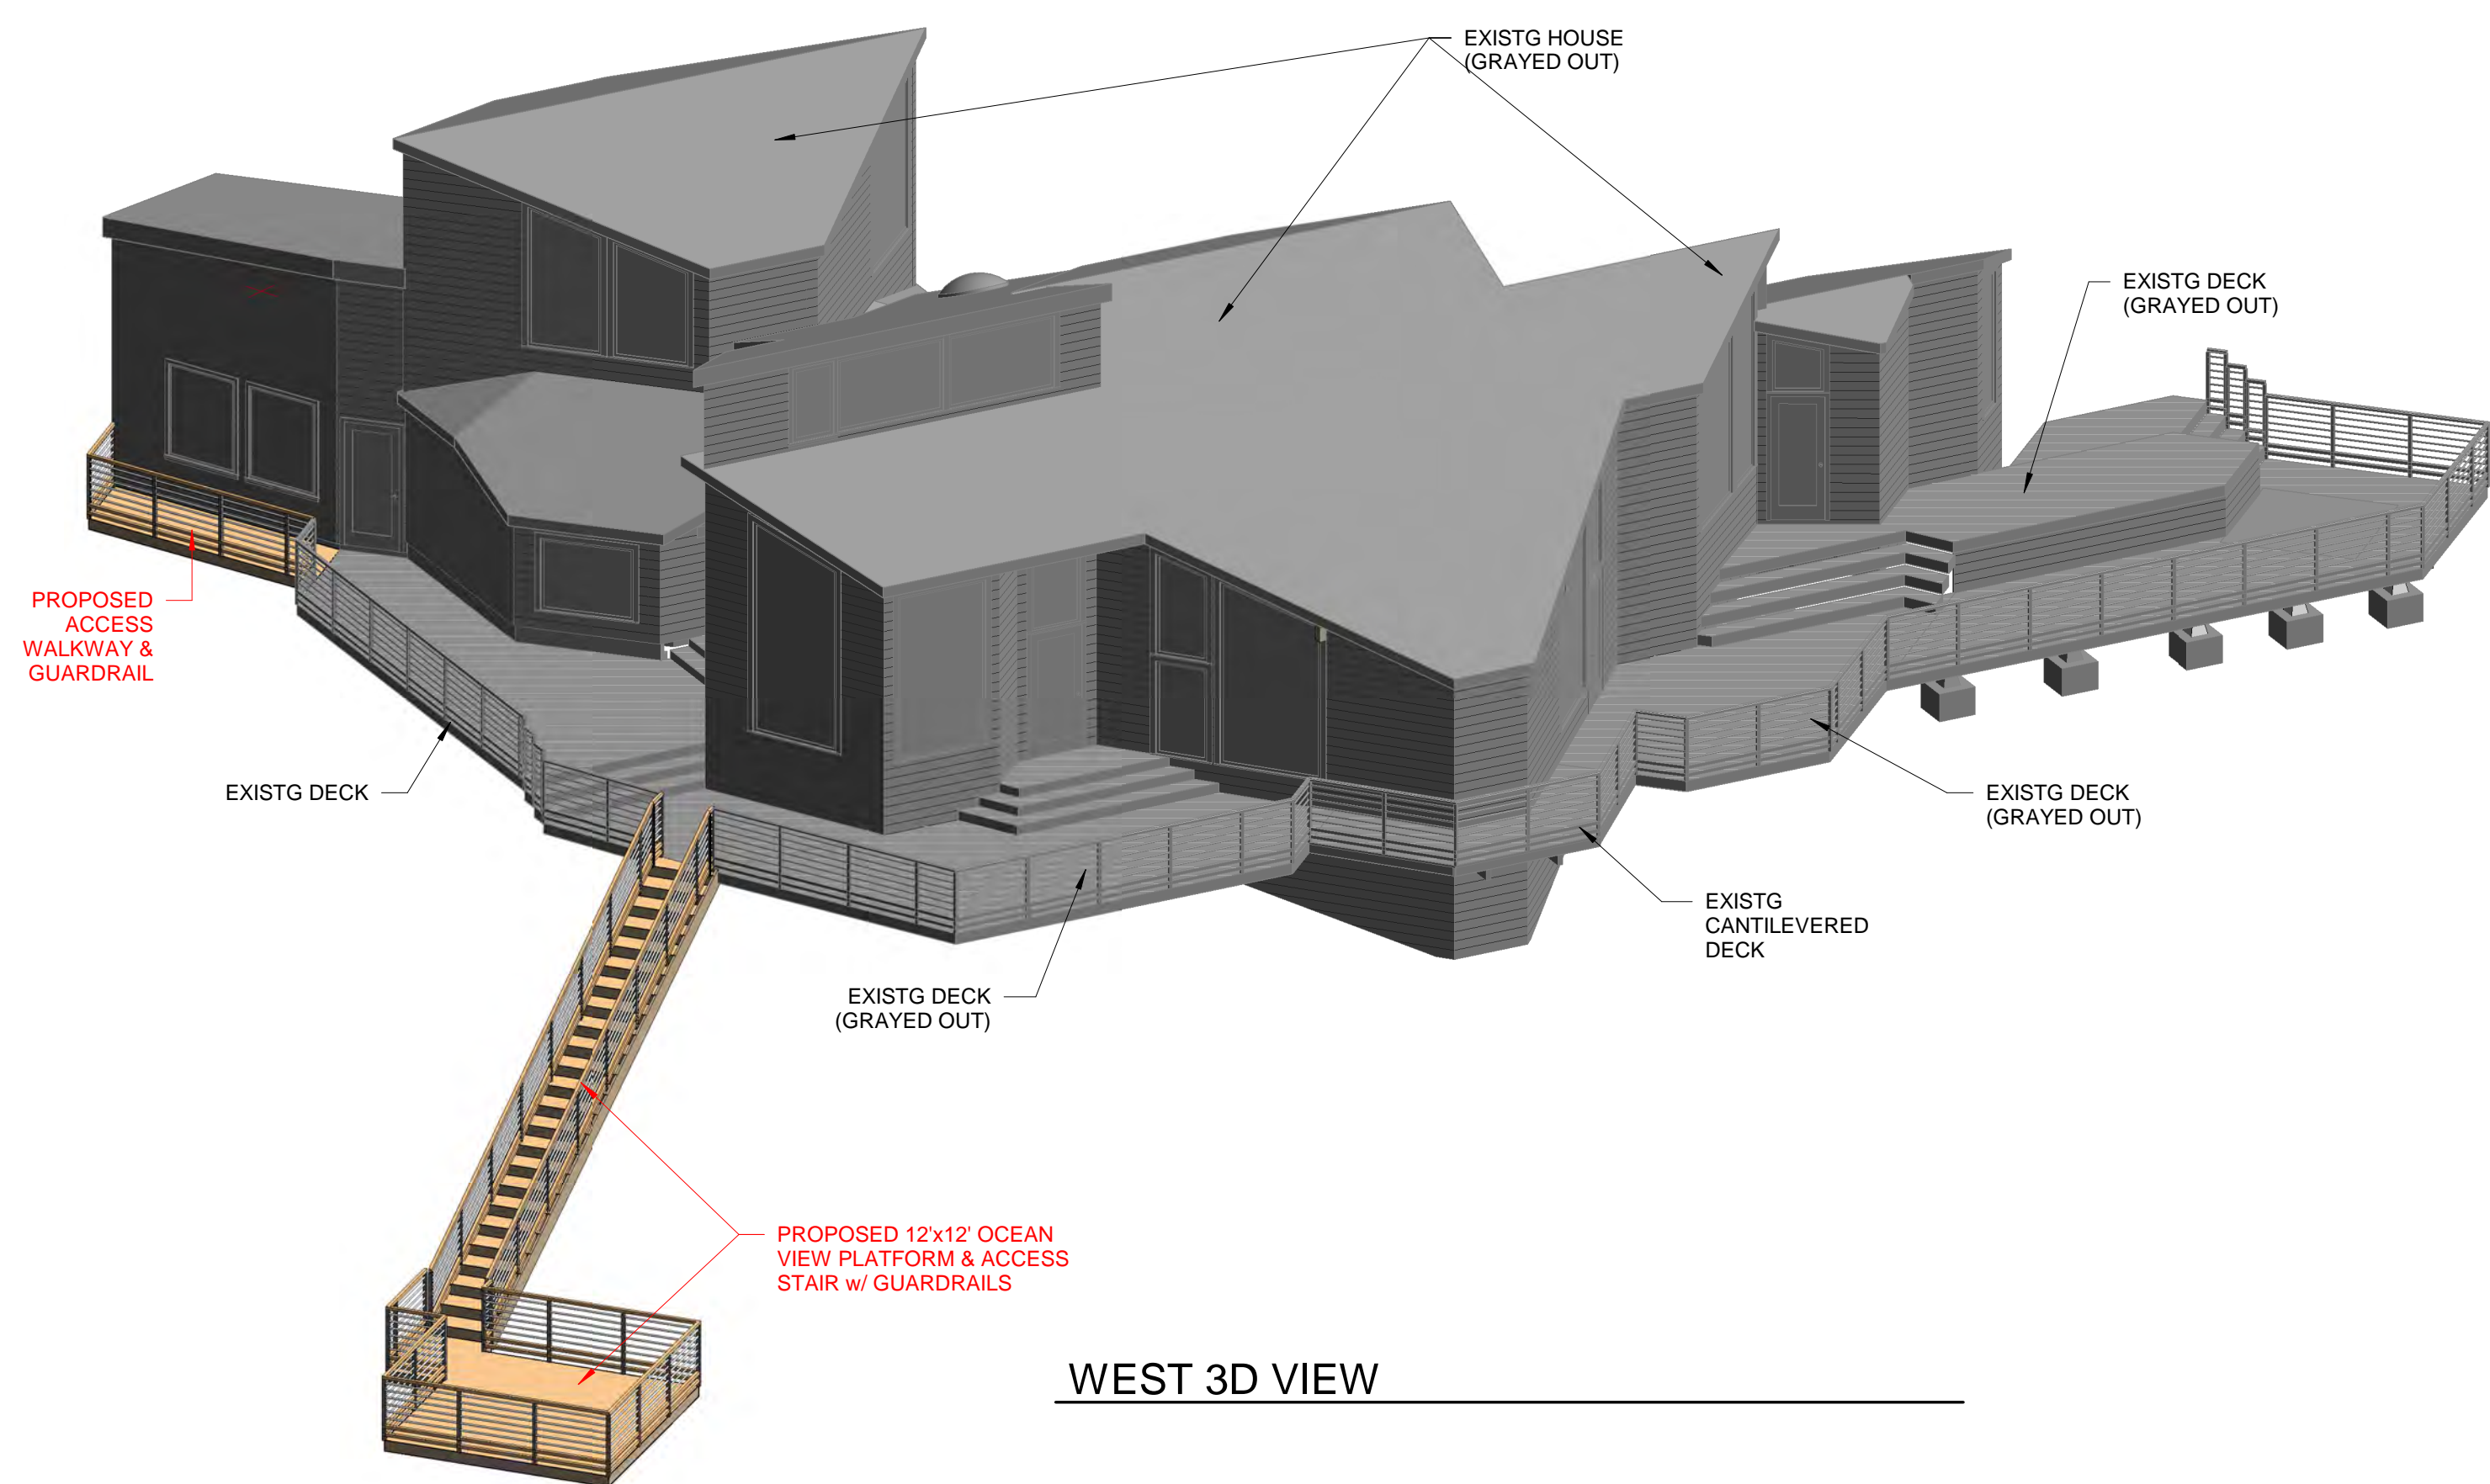 EXISTG HOUSE
(GRAYED OUT)
EXISTG DECK
(GRAYED OUT)
PROPOSED
ACCESS
WALKWAY &
GUARDRAIL
EXISTG DECK
EXISTG DECK
(GRAYED OUT)
EXISTG
CANTILEVERED
DECK
EXISTG DECK
(GRAYED OUT)
PROPOSED 12'x12' OCEAN
VIEW PLATFORM & ACCESS
STAIR w/ GUARDRAILS
WEST 3D VIEW